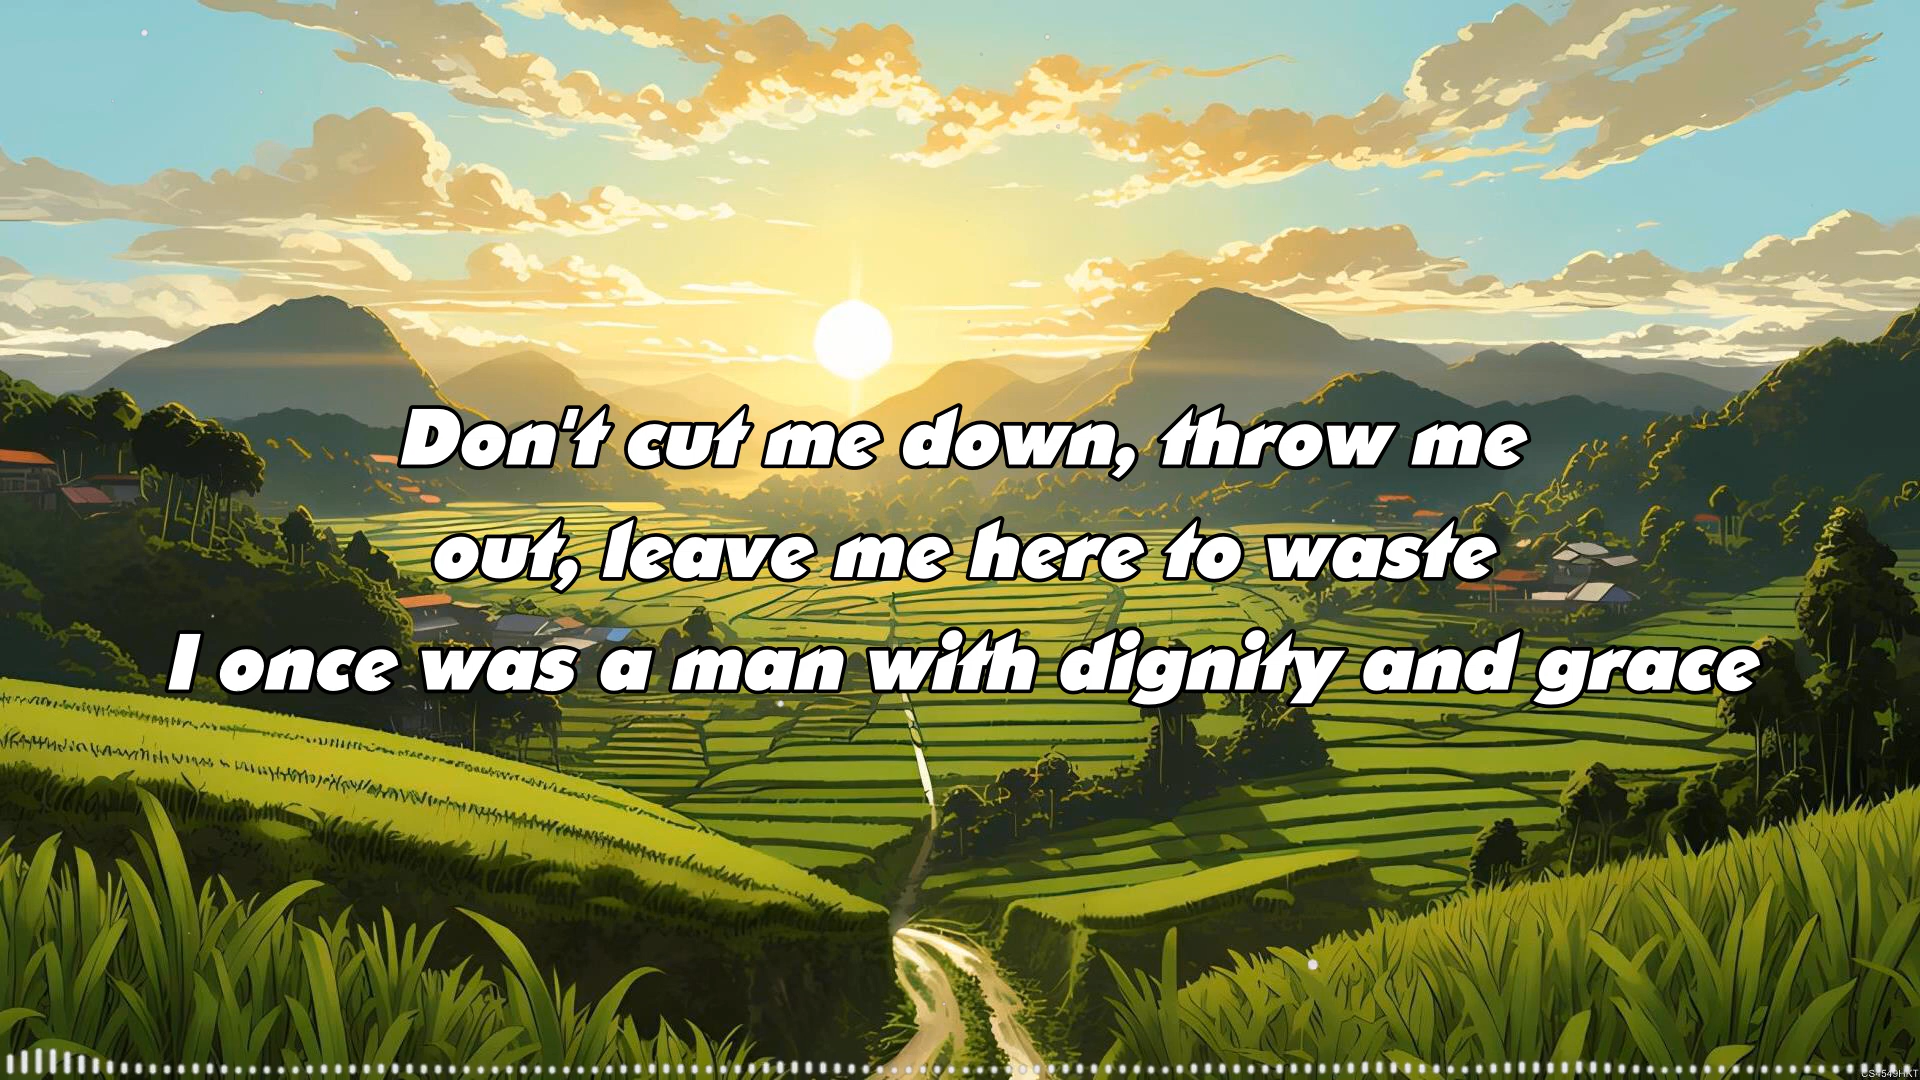 Don't cut me down, throw me
out, leave me here to waste
I once was a man with dignity and grace
CS4549HKT